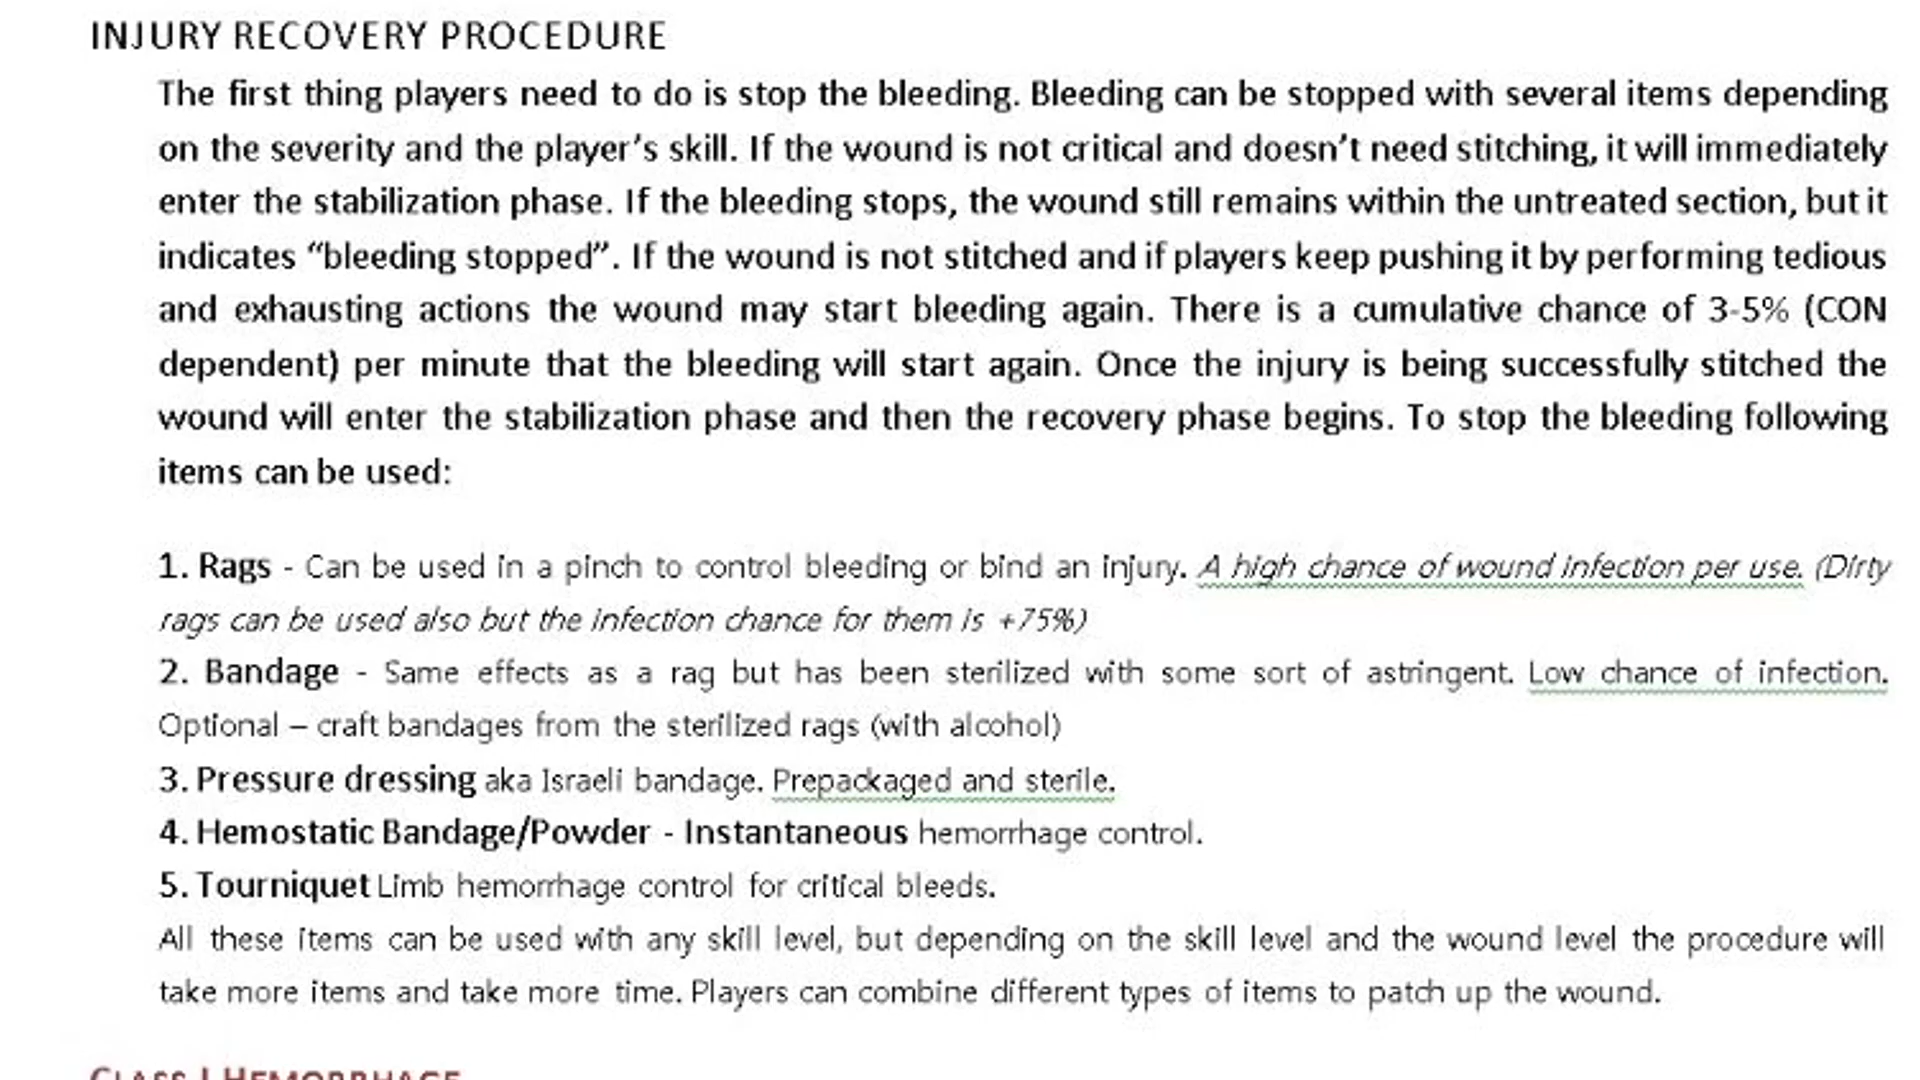 INJURY RECOVERY PROCEDURE
The first thing players need to do is stop the bleeding. Bleeding can be stopped with several items depending
on the severity and the player’s skill. If the wound is not critical and doesn’t need stitching, it will immediately
enter the stabilization phase. If the bleeding stops, the wound still remains within the untreated section, but it
indicates “bleeding stopped”. If the wound is not stitched and if players keep pushing it by performing tedious
and exhausting actions the wound may start bleeding again. There is a cumulative chance of 3-5% (CON
dependent) per minute that the bleeding will start again. Once the injury is being successfully stitched the
wound will enter the stabilization phase and then the recovery phase begins. To stop the bleeding following
items can be used:
1. Rags - Can be used in a pinch to control bleeding or bind an injury. A high chance of wound infection per use. (Dirty
rags can be used also but the infection chance for them is +75%)
2. Bandage - Same effects as a rag but has been sterilized with some sort of astringent. Low chance of infection.
Optional – craft bandages from the sterilized rags (with alcohol)
3. Pressure dressing aka Israeli bandage. Prepackaged and sterile.
4. Hemostatic Bandage/Powder - Instantaneous hemorrhage control.
5. Tourniquet Limb hemorrhage control for critical bleeds.
All these items can be used with any skill level, but depending on the skill level and the wound level the procedure will
take more items and take more time. Players can combine different types of items to patch up the wound.
CLASS I HEMORRHAGE